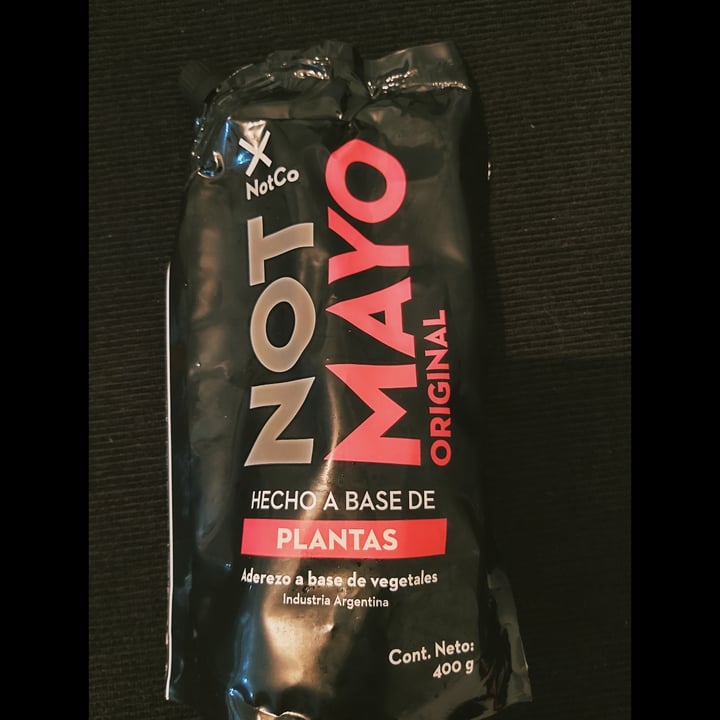 NotCo
NOT
MAYO
ORIGINAL
HECHO A BASE DE
PLANTAS
Aderezo a base de vegetales
Industria Argentina
Cont. Neto:
400 g